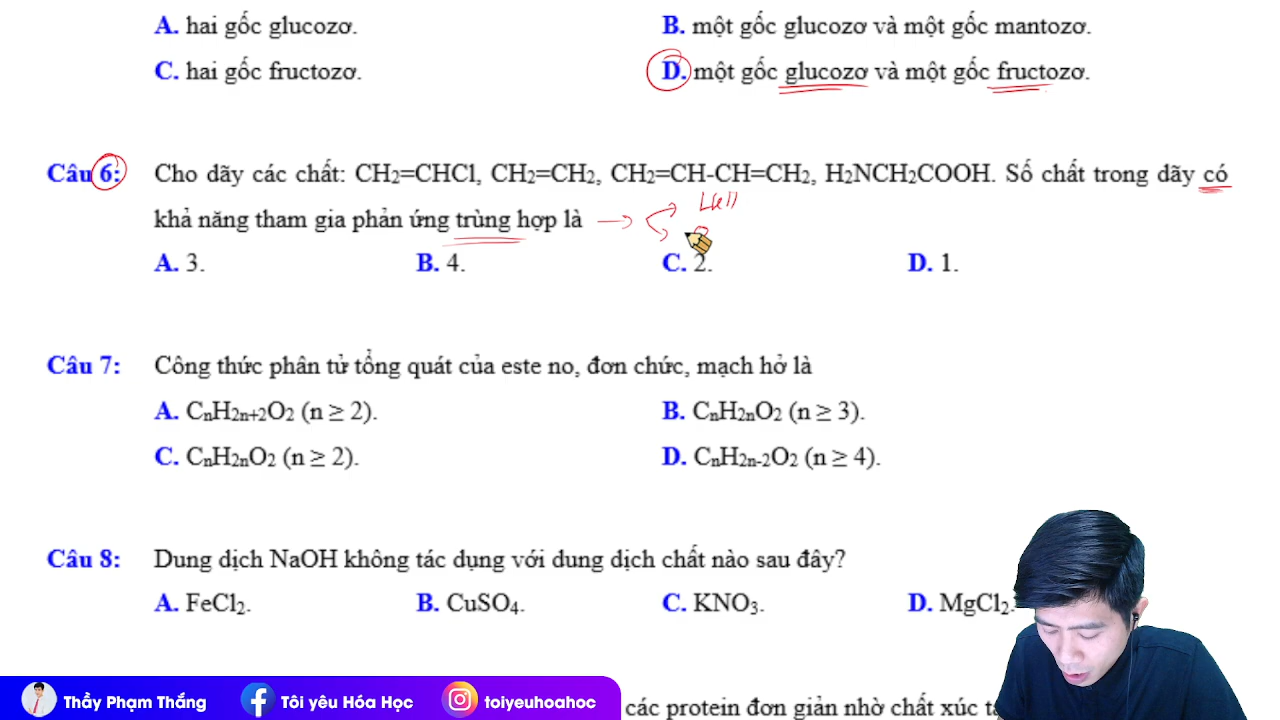 A. hai gốc glucozơ. B. một gốc glucozơ và một gốc mantozơ.
C. hai gốc fructozơ. D. một gốc glucozơ và một gốc fructozơ.
Câu 6: Cho dãy các chất: CH2=CHCl, CH2=CH2, CH2=CH-CH=CH2, H2NCH2COOH. Số chất trong dãy có
khả năng tham gia phản ứng trùng hợp là
A. 3. B. 4. C. 2. D. 1.
Câu 7: Công thức phân tử tổng quát của este no, đơn chức, mạch hở là
A. CnH2n+2O2 (n ≥ 2). B. CnH2nO2 (n ≥ 3).
C. CnH2nO2 (n ≥ 2). D. CnH2n-2O2 (n ≥ 4).
Câu 8: Dung dịch NaOH không tác dụng với dung dịch chất nào sau đây?
A. FeCl2. B. CuSO4. C. KNO3. D. MgCl2.
các protein đơn giản nhờ chất xúc
Thầy Phạm Thắng Tôi yêu Hóa Học toiyeuhoahoc